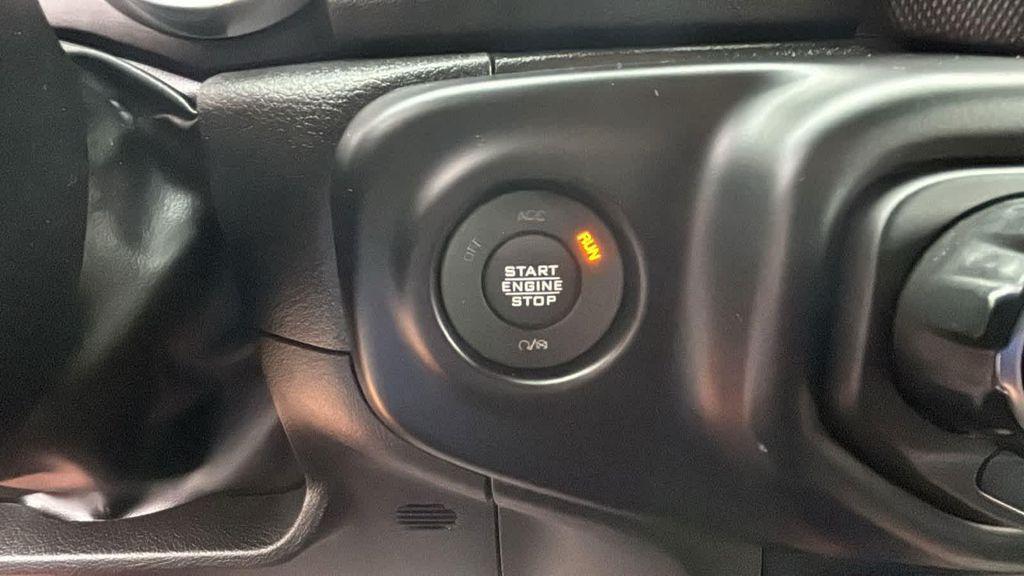 ACC
OFF
RUN
START
ENGINE
STOP